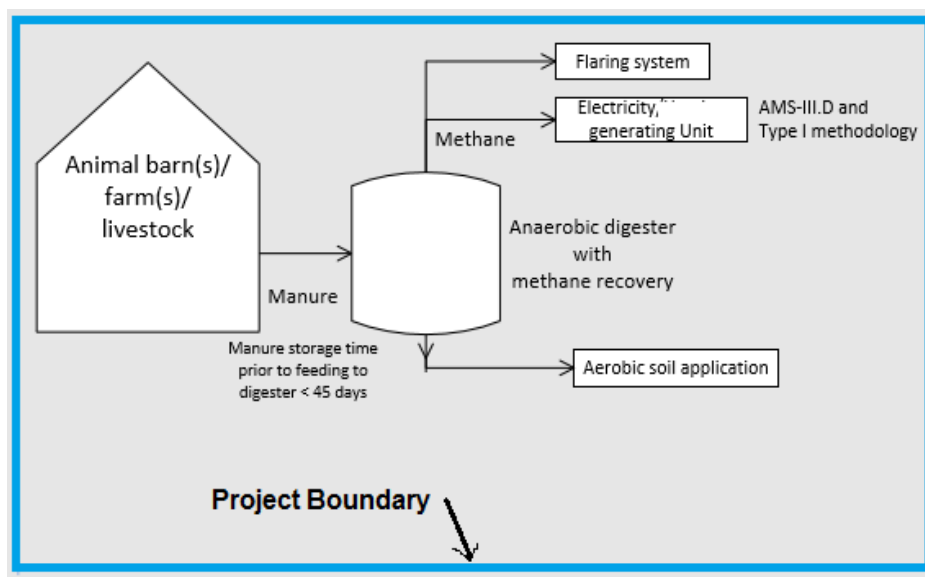 Flaring system
Electricity,
generating Unit
AMS-III.D and
Type I methodology
Methane
Animal barn(s)/
farm(s)/
livestock
Anaerobic digester
with
methane recovery
Manure
Manure storage time
prior to feeding to
digester < 45 days
Aerobic soil application
Project Boundary